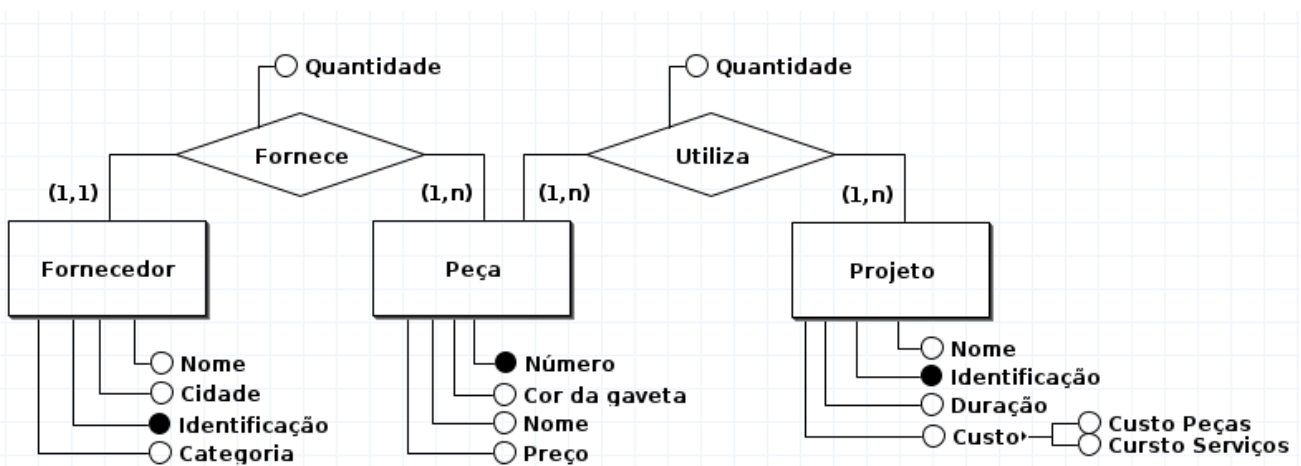 Quantidade
Quantidade
Fornece
Utiliza
(1,1)
(1,n)
(1,n)
(1,n)
Fornecedor
Peça
Projeto
Nome
Cidade
Identificação
Categoria
Número
Cor da gaveta
Nome
Preço
Nome
Identificação
Duração
Custo
Custo Peças
Cursto Serviços